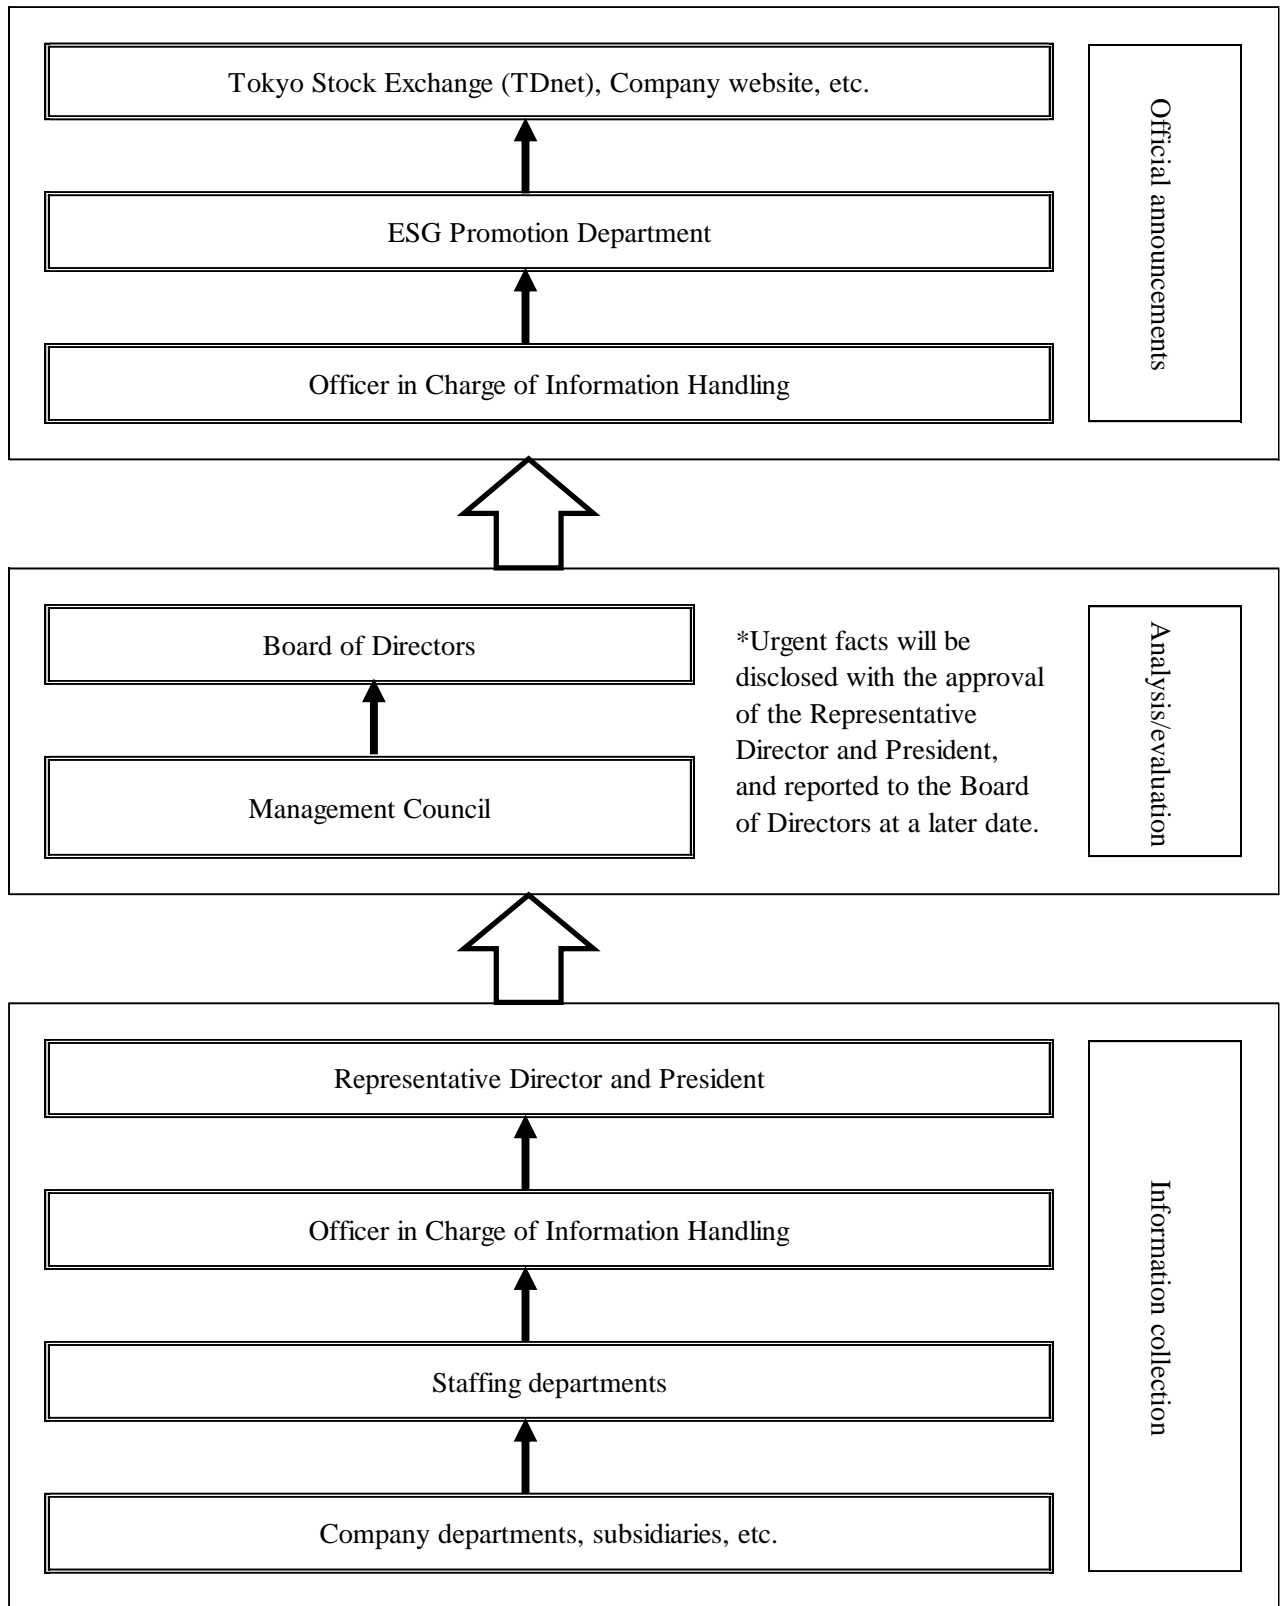 Tokyo Stock Exchange (TDnet), Company website, etc.
ESG Promotion Department
Officer in Charge of Information Handling
Official announcements
Board of Directors
Management Council
*Urgent facts will be
disclosed with the approval
of the Representative
Director and President,
and reported to the Board
of Directors at a later date.
Analysis/evaluation
Representative Director and President
Officer in Charge of Information Handling
Staffing departments
Company departments, subsidiaries, etc.
Information collection